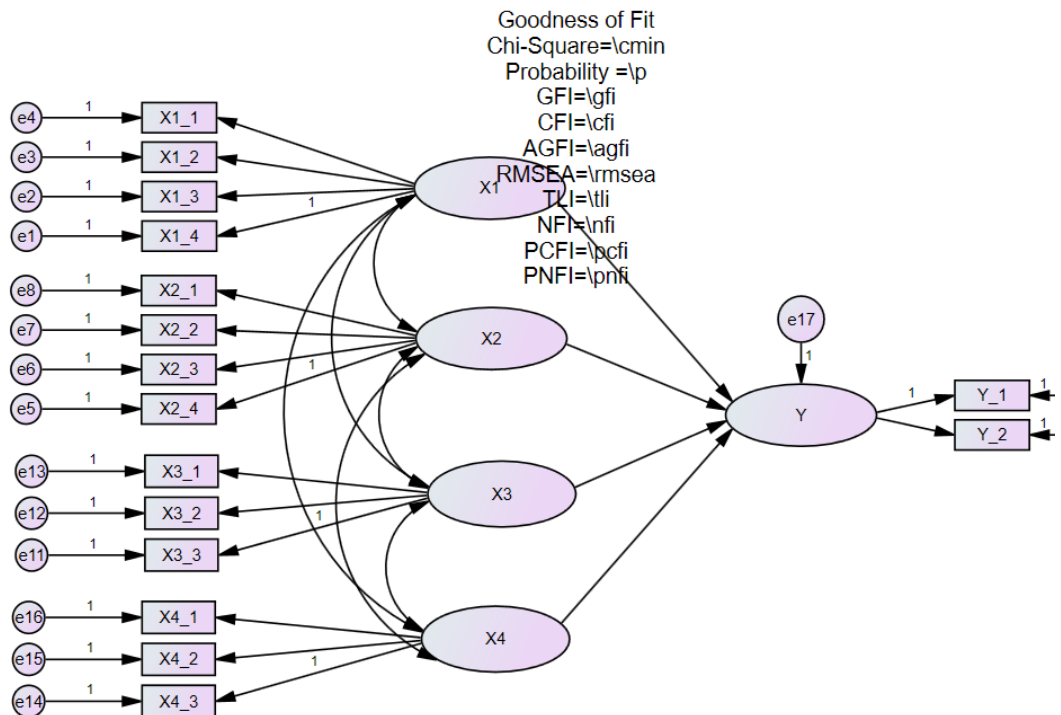 Goodness of Fit
Chi-Square=\cmin
Probability =\p
GFI=\gfi
CFI=\cfi
AGFI=\agfi
RMSEA=\rmsea
TLI=\tli
NFI=\nfi
PCFI=\pcfi
PNFI=\pnfi
e4 1 X1_1
e3 1 X1_2
e2 1 X1_3
e1 1 X1_4
1
X1
e8 1 X2_1
e7 1 X2_2
e6 1 X2_3
e5 1 X2_4
1
X2
e13 1 X3_1
e12 1 X3_2
e11 1 X3_3
1
X3
e16 1 X4_1
e15 1 X4_2
e14 1 X4_3
1
X4
e17
1
Y
1 Y_1 1
Y_2 1